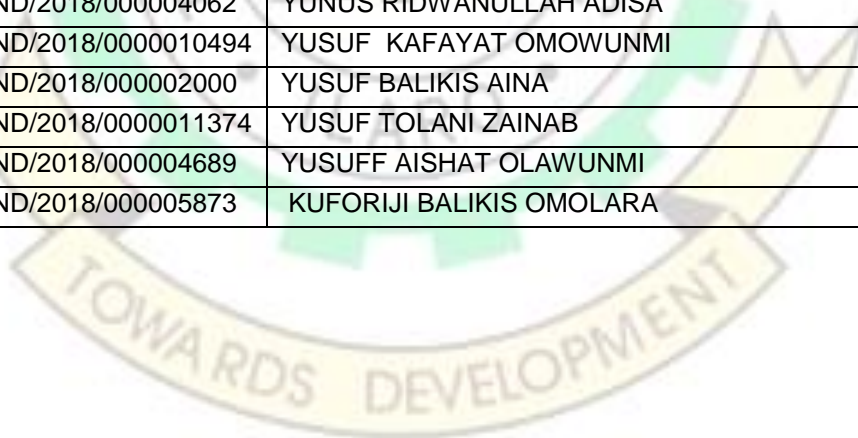 ND/2018/000004062 YUNUS RIDWANULLAH ADISA
ND/2018/0000010494 YUSUF KAFAYAT OMOWUNMI
ND/2018/000002000 YUSUF BALIKIS AINA
ND/2018/0000011374 YUSUF TOLANI ZAINAB
ND/2018/000004689 YUSUFF AISHAT OLAWUNMI
ND/2018/000005873 KUFORIJI BALIKIS OMOLARA
ILARO
TOWARDS DEVELOPMENT